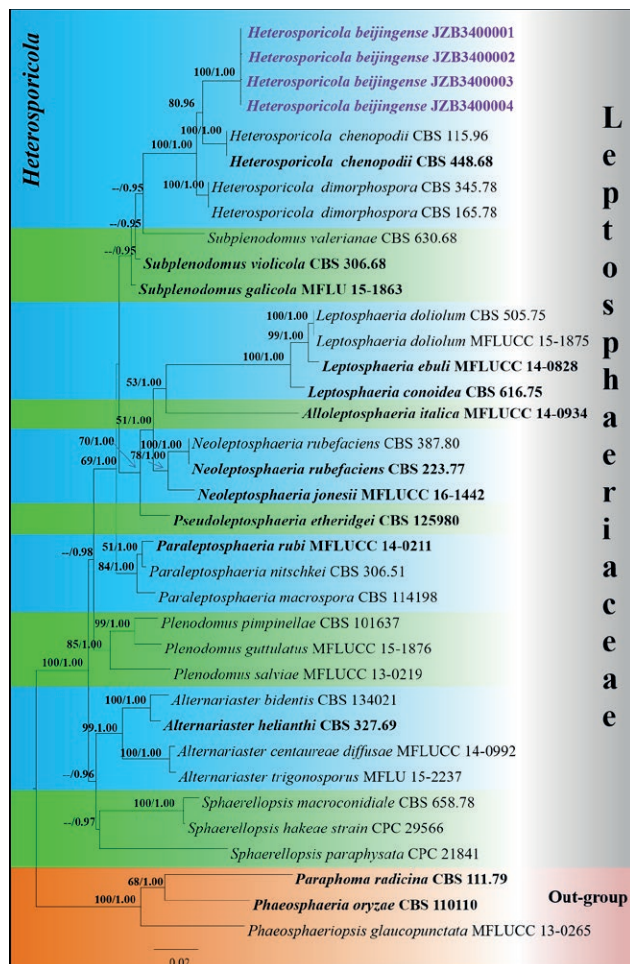 Heterosporicola
Heterosporicola beijingense JZB3400001
Heterosporicola beijingense JZB3400002
100/1.00
Heterosporicola beijingense JZB3400003
80.96
Heterosporicola beijingense JZB3400004
100/1.00
Heterosporicola chenopodii CBS 115.96
100/1.00
Heterosporicola chenopodii CBS 448.68
100/1.00
Heterosporicola dimorphospora CBS 345.78
--/0.95
Heterosporicola dimorphospora CBS 165.78
--/0.95
Subplenodomus valerianae CBS 630.68
--/0.95
Subplenodomus violicola CBS 306.68
Subplenodomus galicola MFLU 15-1863
100/1.00
Leptosphaeria doliolum CBS 505.75
99/1.00
Leptosphaeria doliolum MFLUCC 15-1875
100/1.00
Leptosphaeria ebuli MFLUCC 14-0828
53/1.00
Leptosphaeria conoidea CBS 616.75
51/1.00
Alloleptosphaeria italica MFLUCC 14-0934
70/1.00
100/1.00
Neoleptosphaeria rubefaciens CBS 387.80
69/1.00
78/1.00
Neoleptosphaeria rubefaciens CBS 223.77
Neoleptosphaeria jonesii MFLUCC 16-1442
Pseudoleptosphaeria etheridgei CBS 125980
--/0.98
51/1.00
Paraleptosphaeria rubi MFLUCC 14-0211
84/1.00
Paraleptosphaeria nitschkei CBS 306.51
Paraleptosphaeria macrospora CBS 114198
99/1.00
Plenodomus pimpinellae CBS 101637
85/1.00
Plenodomus guttulatus MFLUCC 15-1876
100/1.00
Plenodomus salviae MFLUCC 13-0219
100/1.00
Alternariaster bidentis CBS 134021
99.1.00
Alternariaster helianthi CBS 327.69
100/1.00
Alternariaster centaureae diffusae MFLUCC 14-0992
--/0.96
Alternariaster trigonosporus MFLU 15-2237
100/1.00
Sphaerellopsis macroconidiale CBS 658.78
--/0.97
Sphaerellopsis hakeae strain CPC 29566
Sphaerellopsis paraphysata CPC 21841
68/1.00
Paraphoma radicina CBS 111.79
100/1.00
Phaeosphaeria oryzae CBS 110110
Phaeosphaeriopsis glaucopunctata MFLUCC 13-0265
0.02
Leptosphaeriaceae
Out-group